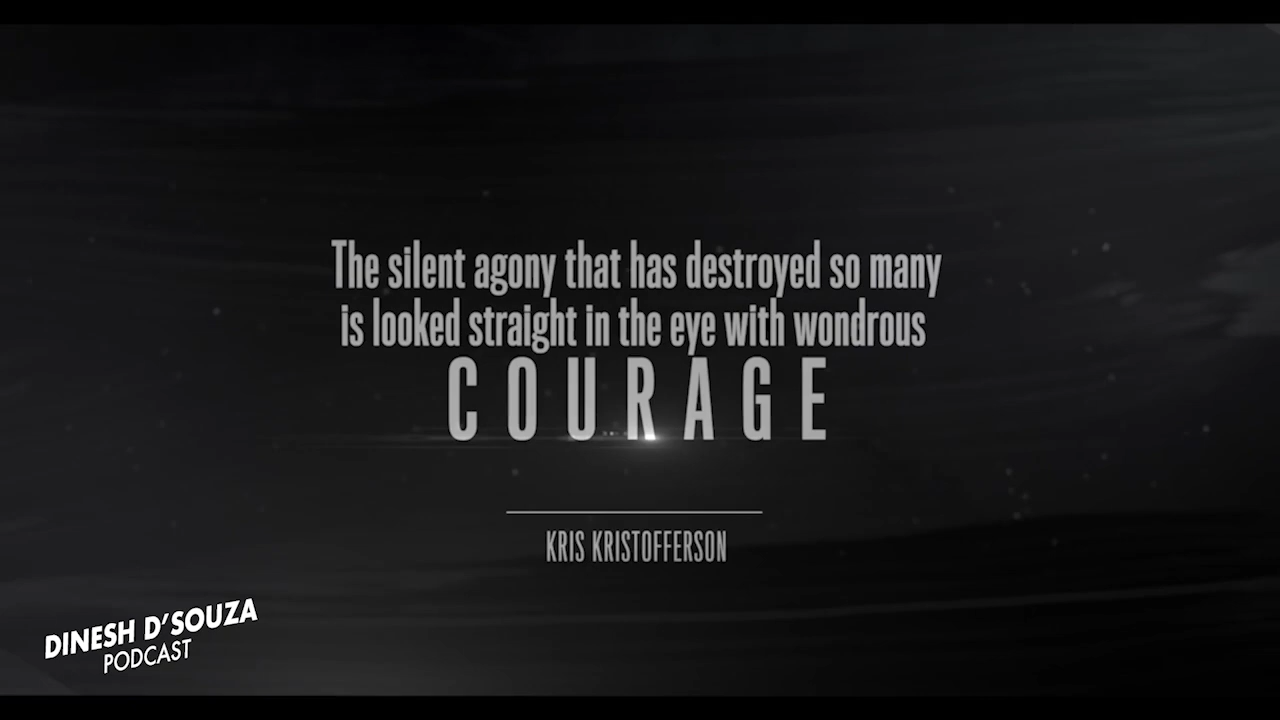 The silent agony that has destroyed so many
is looked straight in the eye with wondrous
COURAGE
KRIS KRISTOFFERSON
DINESH D'SOUZA
PODCAST